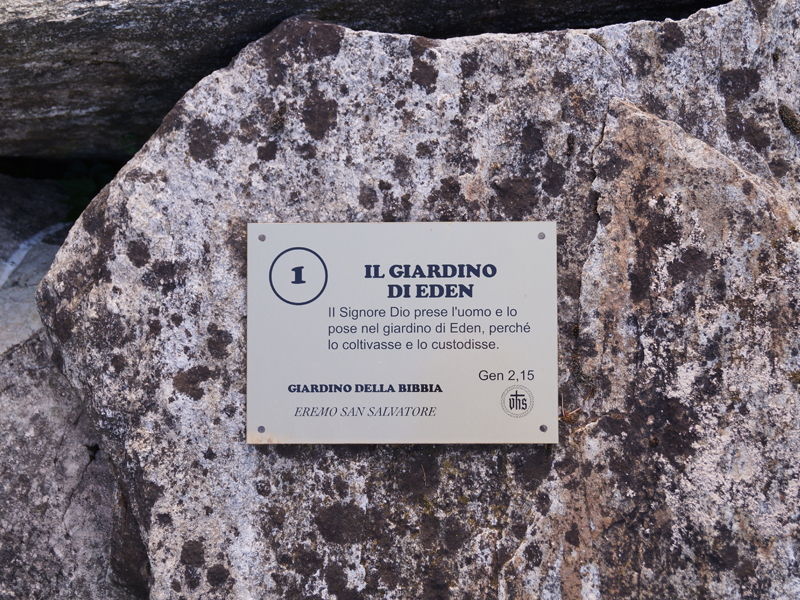 1
IL GIARDINO
DI EDEN
Il Signore Dio prese l'uomo e lo
pose nel giardino di Eden, perché
lo coltivasse e lo custodisse.
Gen 2,15
GIARDINO DELLA BIBBIA
EREMO SAN SALVATORE
yhs